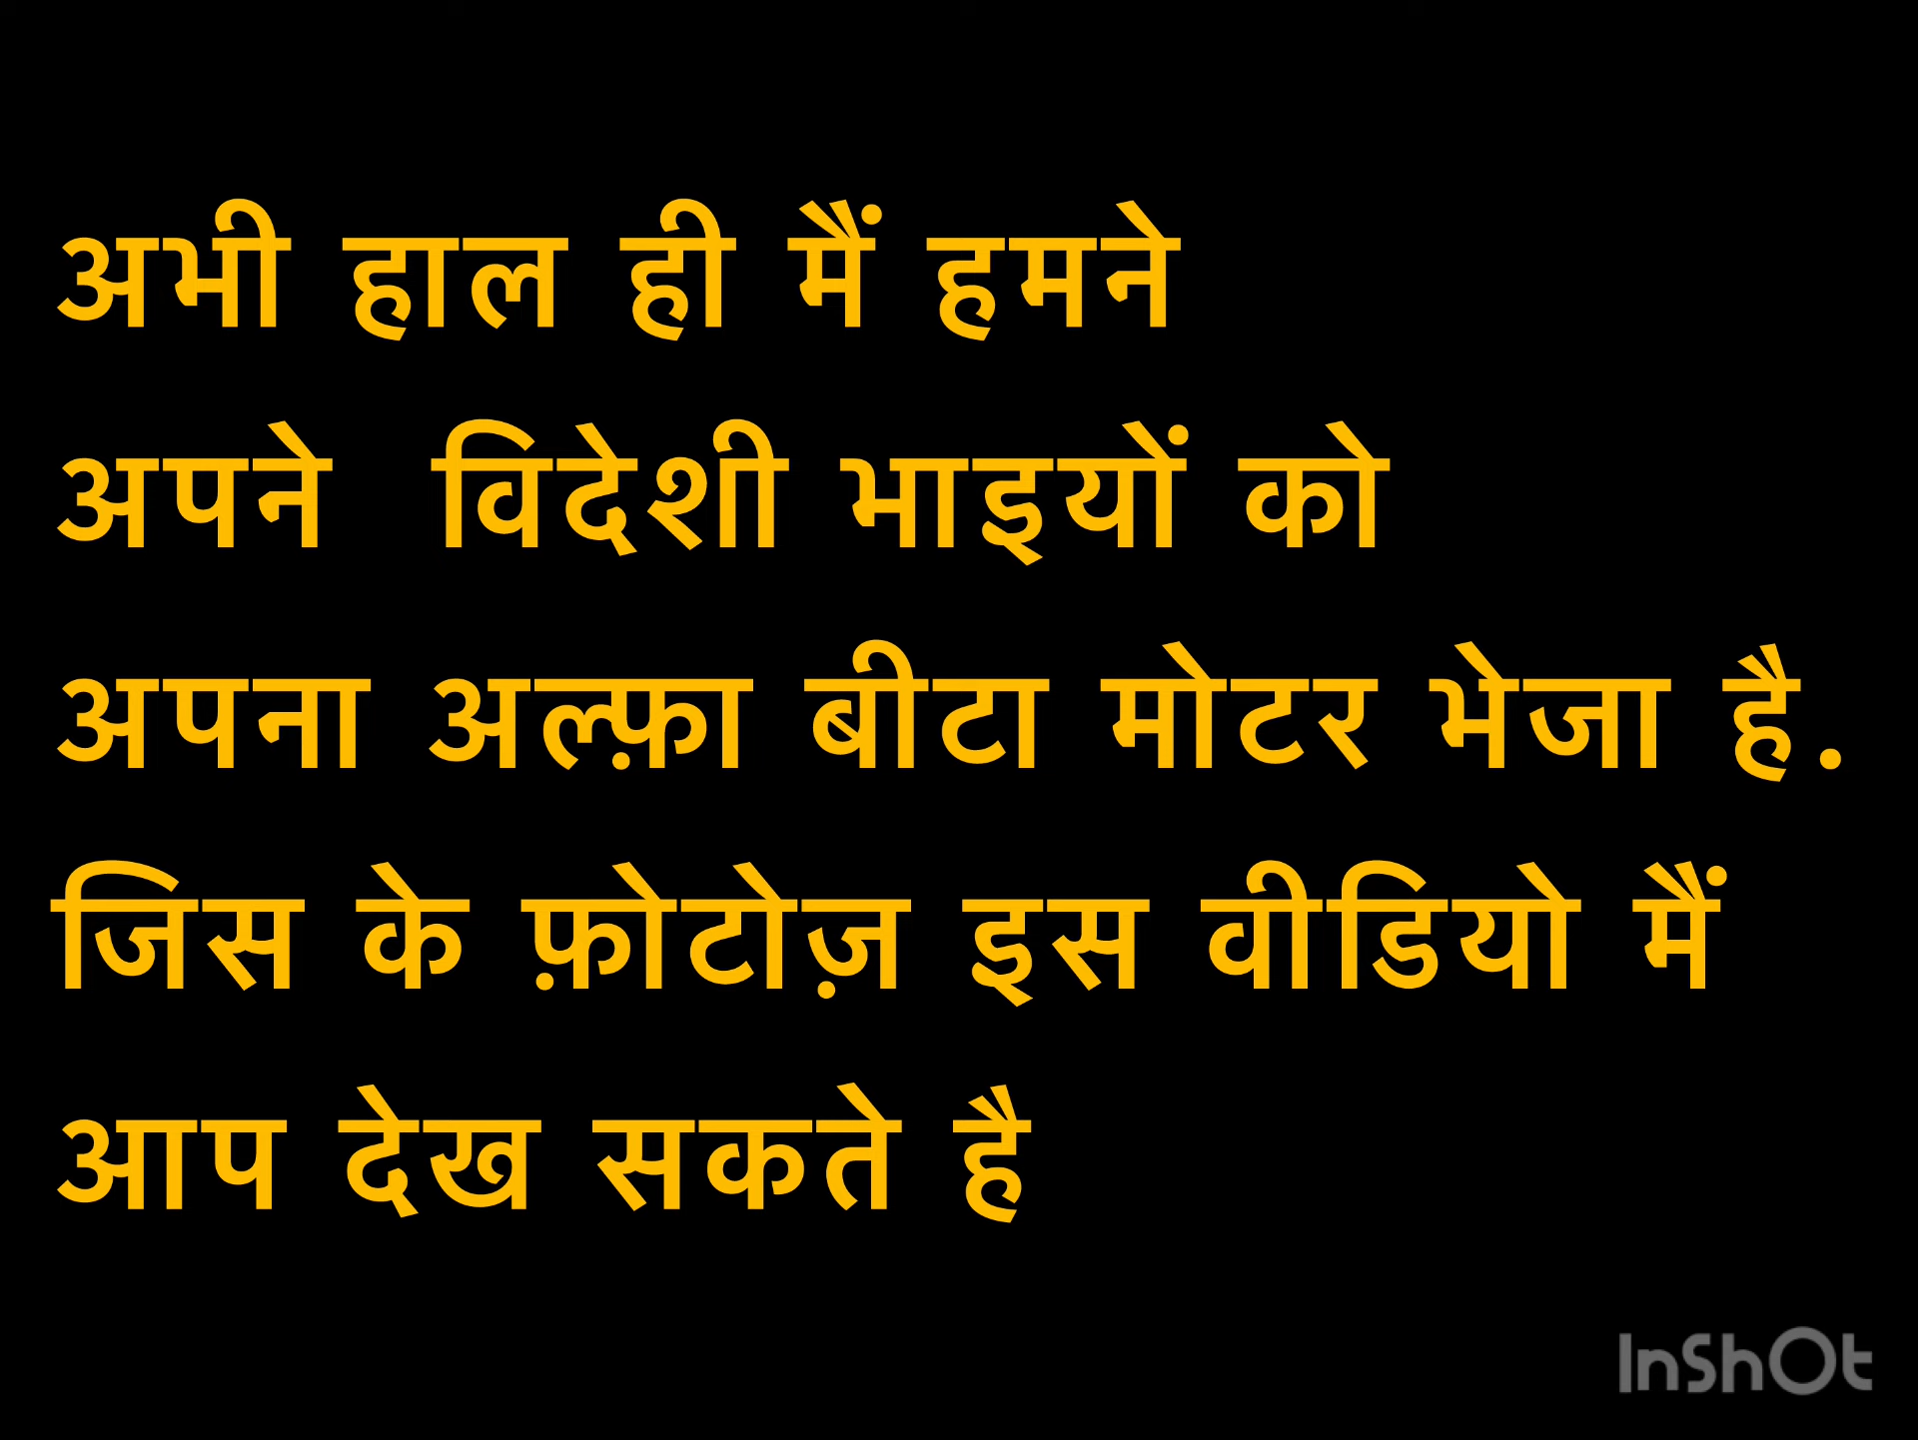 अभी हाल ही मैं हमने
अपने विदेशी भाइयों को
अपना अल्फ़ा बीटा मोटर भेजा है.
जिस के फ़ोटोज़ इस वीडियो मैं
आप देख सकते है
InShOt